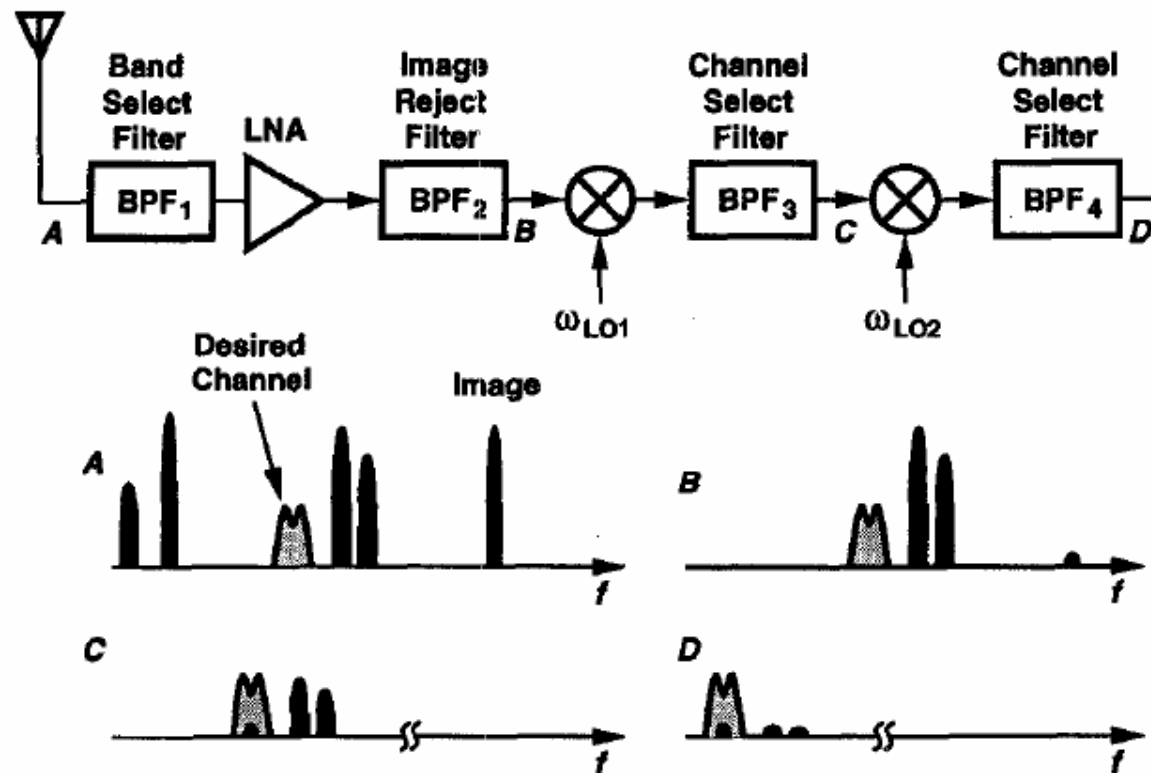 Band
Select
Filter
LNA
Image
Reject
Filter
Channel
Select
Filter
Channel
Select
Filter
A
BPF1
BPF2
B
BPF3
C
BPF4
D
ωLO1
ωLO2
Desired
Channel
Image
A
f
B
f
C
f
D
f